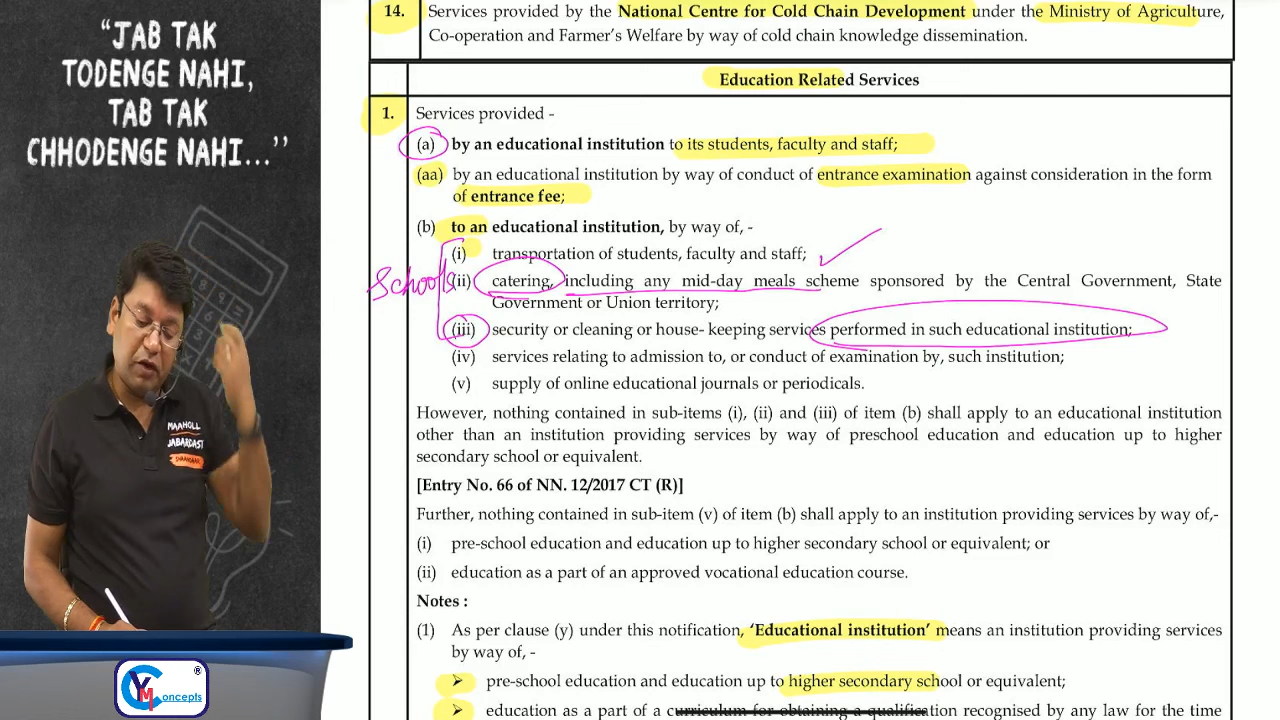 “JAB TAK
TODENGE NAHI,
TAB TAK
CHHODENGE NAHI...’’
14. Services provided by the National Centre for Cold Chain Development under the Ministry of Agriculture,
Co-operation and Farmer’s Welfare by way of cold chain knowledge dissemination.
Education Related Services
1. Services provided -
(a) by an educational institution to its students, faculty and staff;
(aa) by an educational institution by way of conduct of entrance examination against consideration in the form
of entrance fee;
(b) to an educational institution, by way of, -
(i) transportation of students, faculty and staff;
Schools
(ii) catering, including any mid-day meals scheme sponsored by the Central Government, State
Government or Union territory;
(iii) security or cleaning or house- keeping services performed in such educational institution;
(iv) services relating to admission to, or conduct of examination by, such institution;
(v) supply of online educational journals or periodicals.
However, nothing contained in sub-items (i), (ii) and (iii) of item (b) shall apply to an educational institution
other than an institution providing services by way of preschool education and education up to higher
secondary school or equivalent.
[Entry No. 66 of NN. 12/2017 CT (R)]
Further, nothing contained in sub-item (v) of item (b) shall apply to an institution providing services by way of,-
(i) pre-school education and education up to higher secondary school or equivalent; or
(ii) education as a part of an approved vocational education course.
Notes :
(1) As per clause (y) under this notification, ‘Educational institution’ means an institution providing services
by way of, -
➢ pre-school education and education up to higher secondary school or equivalent;
➢ education as a part of a curriculum for obtaining a qualification recognised by any law for the time
MAAHOLL
JABARDAST
YM Concepts ®